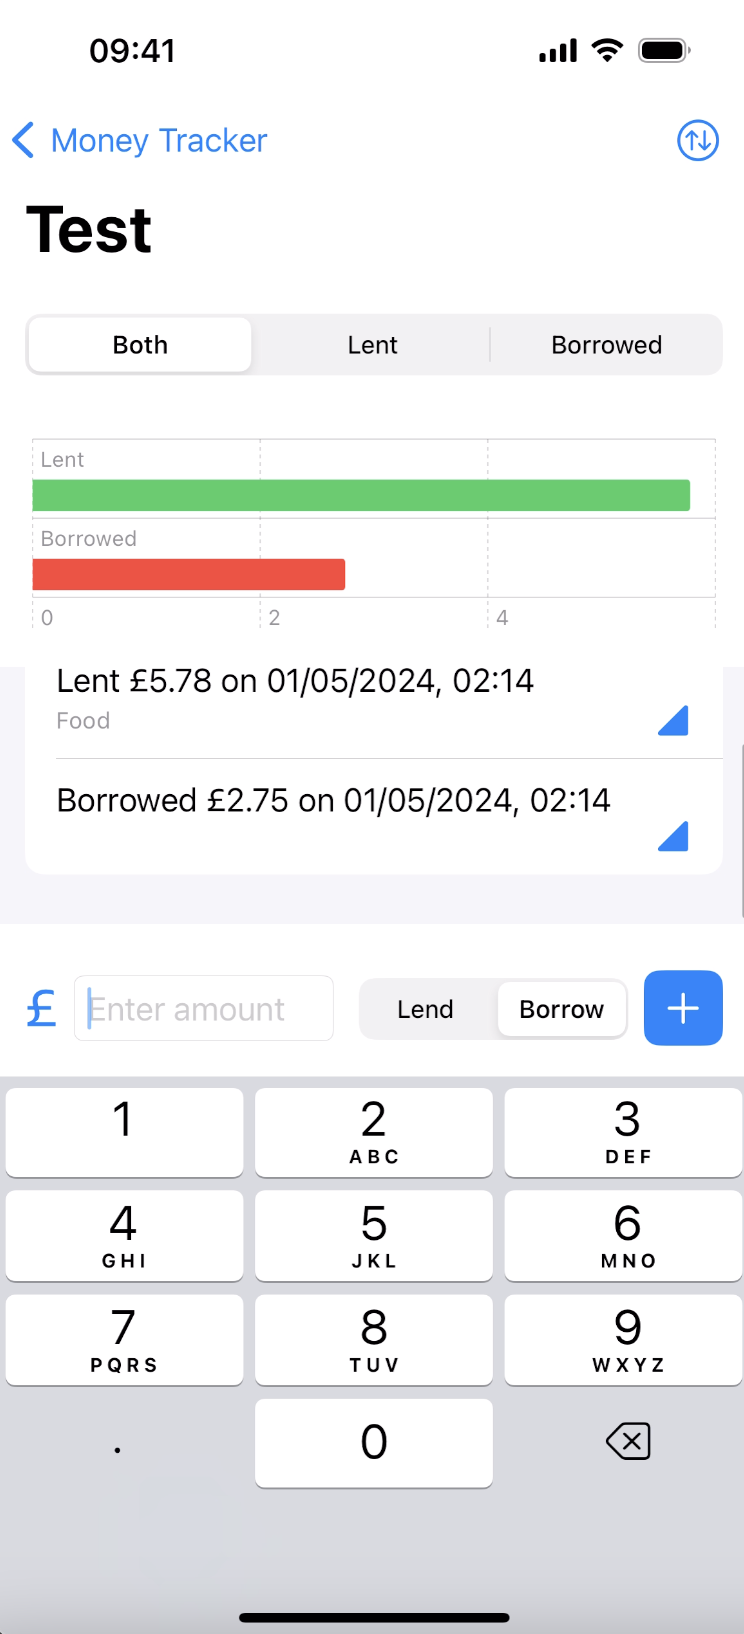 09:41
Money Tracker
Test
Both Lent Borrowed
Lent
Borrowed
0 2 4
Lent £5.78 on 01/05/2024, 02:14
Food
Borrowed £2.75 on 01/05/2024, 02:14
£ Enter amount Lend Borrow +
1 2 3
ABC DEF
4 5 6
GHI JKL MNO
7 8 9
PQRS TUV WXYZ
. 0